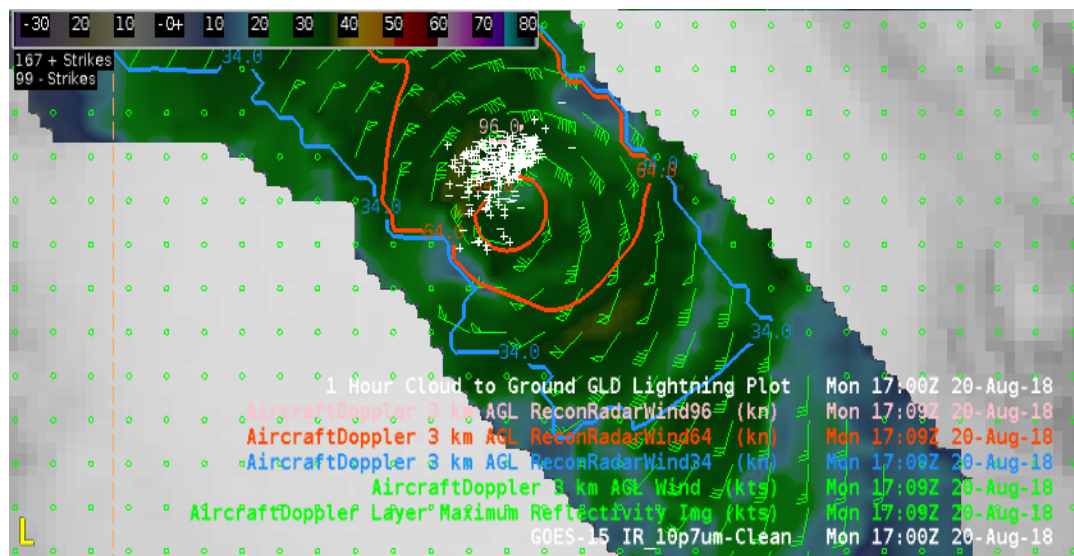 -30 20 10 -0+ 10 20 30 40 50 60 70 80
167 + Strikes
99 - Strikes
34.0
96.0
64.0
34.0
64.0
34.0
34.0
1 Hour Cloud to Ground GLD Lightning Plot Mon 17:00Z 20-Aug-18
AircraftDoppler 3 km AGL ReconRadarWind96 (kn) Mon 17:09Z 20-Aug-18
AircraftDoppler 3 km AGL ReconRadarWind64 (kn) Mon 17:09Z 20-Aug-18
AircraftDoppler 3 km AGL ReconRadarWind34 (kn) Mon 17:09Z 20-Aug-18
AircraftDoppler 3 km AGL Wind (kts) Mon 17:09Z 20-Aug-18
AircraftDoppler Layer Maximum Reflectivity Img (kts) Mon 17:09Z 20-Aug-18
GOES-15 IR_10p7um-Clean Mon 17:00Z 20-Aug-18
L